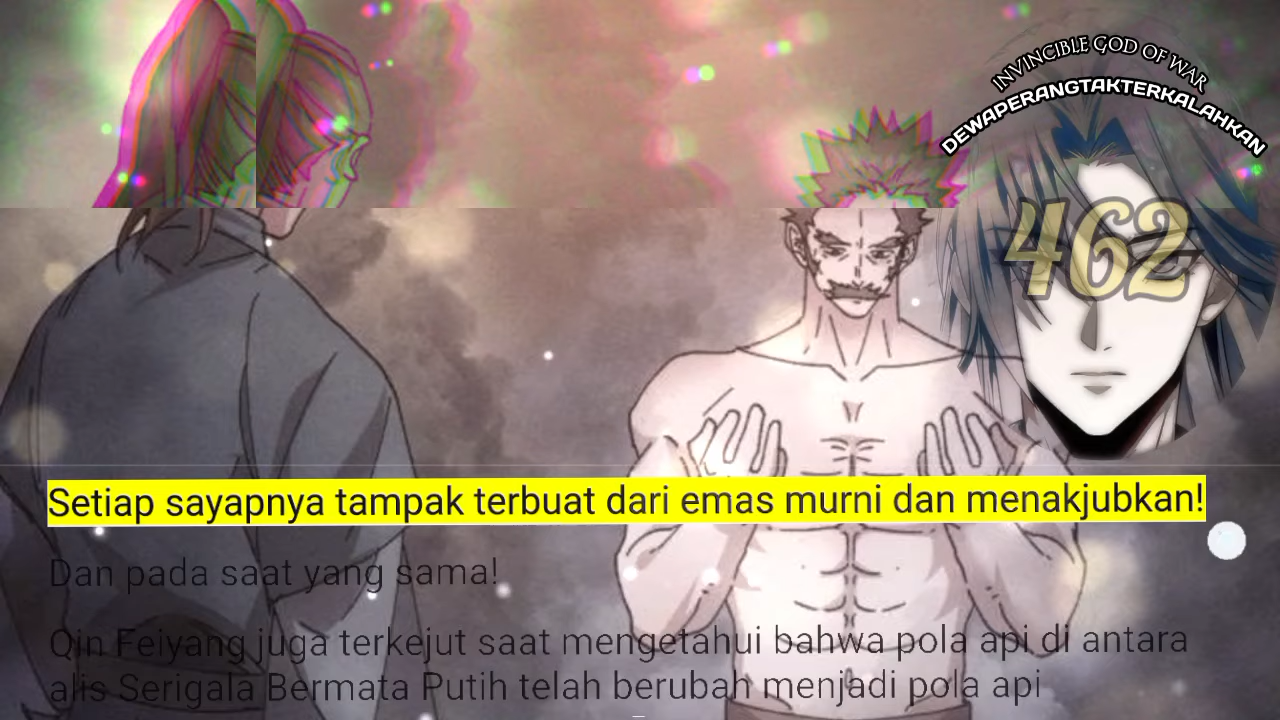 INVINCIBLE GOD OF WAR
DEWAPERANGTAKTERKALAHKAN
462
Setiap sayapnya tampak terbuat dari emas murni dan menakjubkan!
Dan pada saat yang sama!
Qin Feiyang juga terkejut saat mengetahui bahwa pola api di antara
alis Serigala Bermata Putih telah berubah menjadi pola api